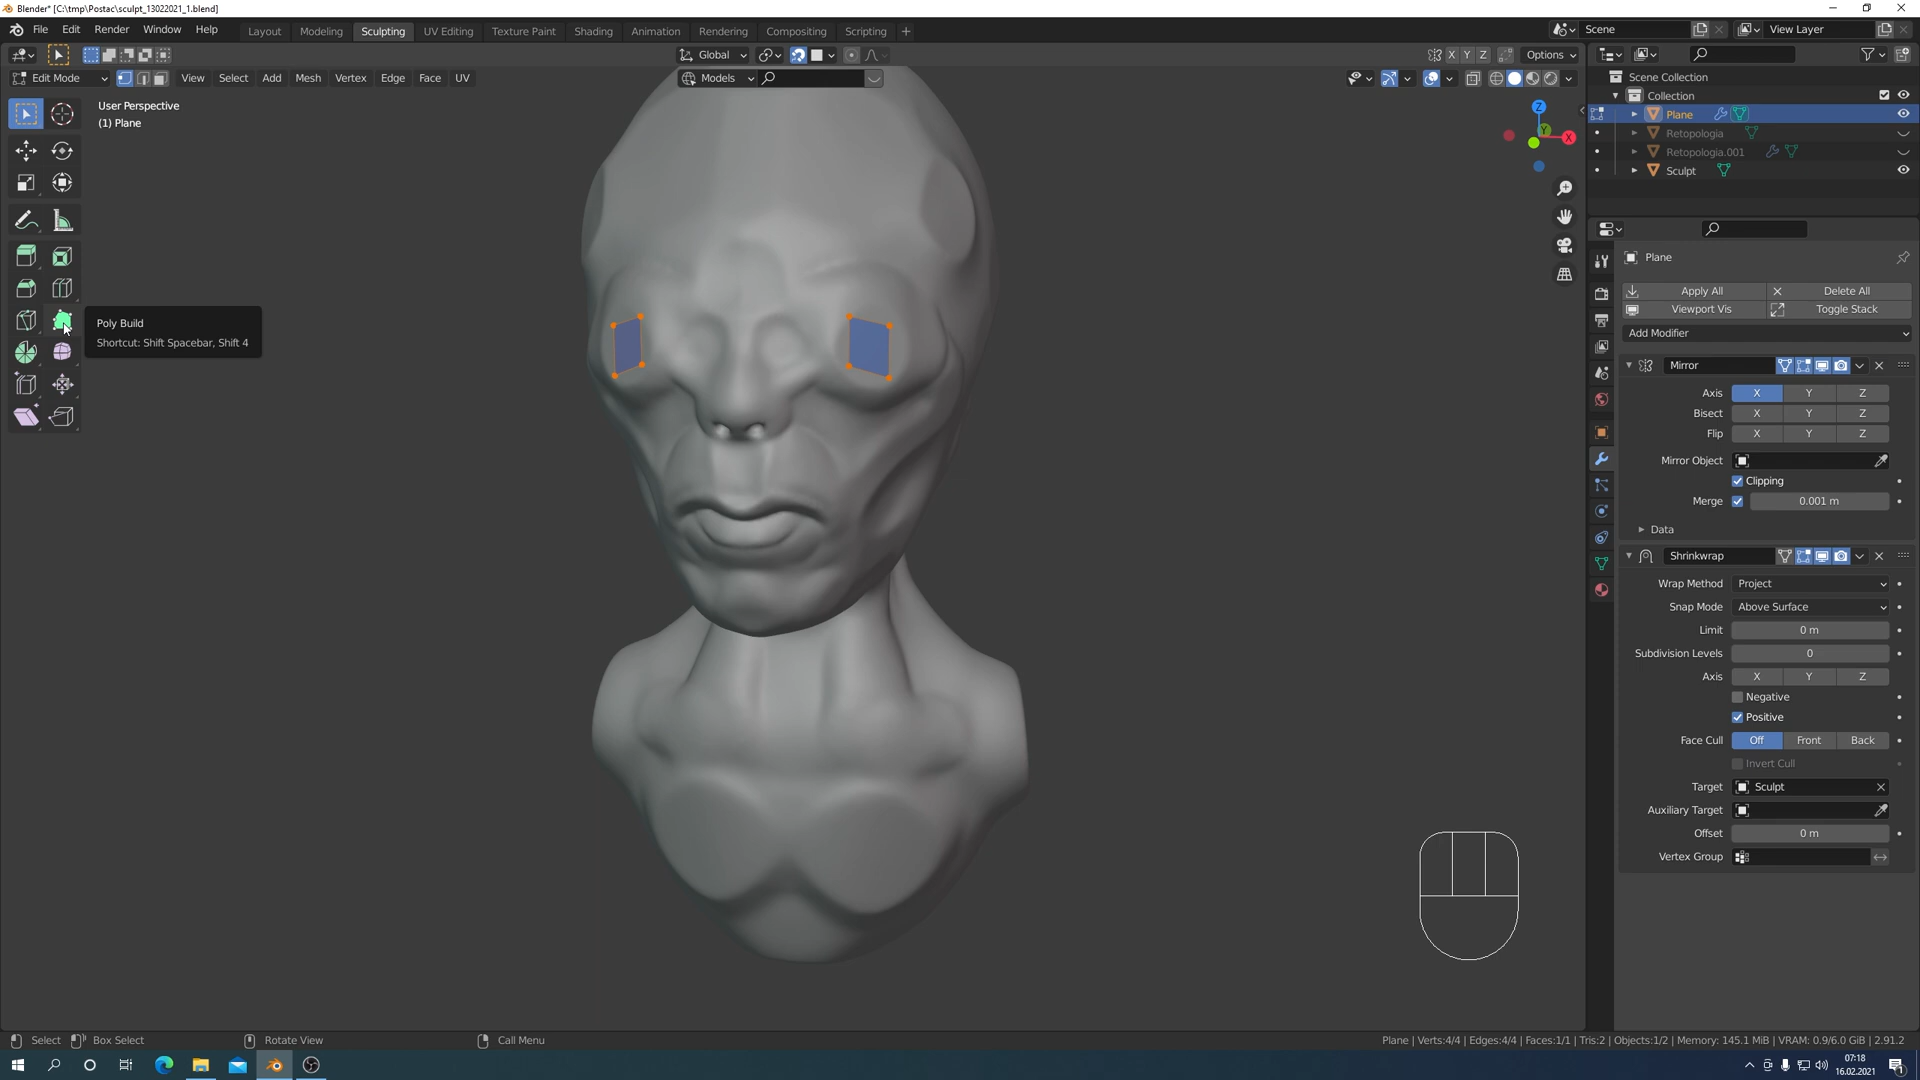 Blender* [C:\tmp\Postac\sculpt_13022021_1.blend]
File Edit Render Window Help Layout Modeling Sculpting UV Editing Texture Paint Shading Animation Rendering Compositing Scripting + Scene View Layer
Global X Y Z Options
Edit Mode View Select Add Mesh Vertex Edge Face UV Models
User Perspective
(1) Plane
Z
Y
X
Poly Build
Shortcut: Shift Spacebar, Shift 4
Scene Collection
Collection
Plane
Retopologia
Retopologia.001
Sculpt
Plane
Apply All Delete All
Viewport Vis Toggle Stack
Add Modifier
Mirror
Axis X Y Z
Bisect X Y Z
Flip X Y Z
Mirror Object
Clipping
Merge 0.001 m
Data
Shrinkwrap
Wrap Method Project
Snap Mode Above Surface
Limit 0 m
Subdivision Levels 0
Axis X Y Z
Negative
Positive
Face Cull Off Front Back
Invert Cull
Target Sculpt
Auxiliary Target
Offset 0 m
Vertex Group
Select Box Select Rotate View Call Menu Plane | Verts:4/4 | Edges:4/4 | Faces:1/1 | Tris:2 | Objects:1/2 | Memory: 145.1 MiB | VRAM: 0.9/6.0 GiB | 2.91.2
07:18
16.02.2021